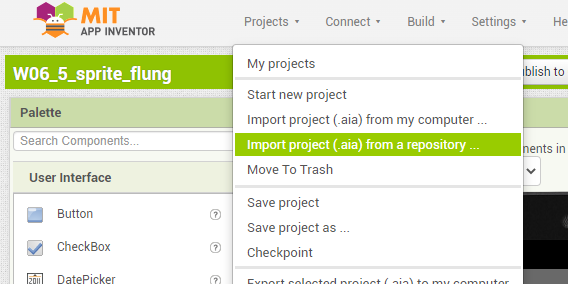 MIT
APP INVENTOR
Projects Connect Build Settings He
W06_5_sprite_flung
ublish to
Palette
Search Components...
User Interface
Button
CheckBox
DatePicker
My projects
Start new project
Import project (.aia) from my computer ...
Import project (.aia) from a repository ...
Move To Trash
Save project
Save project as ...
Checkpoint
Export selected project (.aia) to my computer
nents in